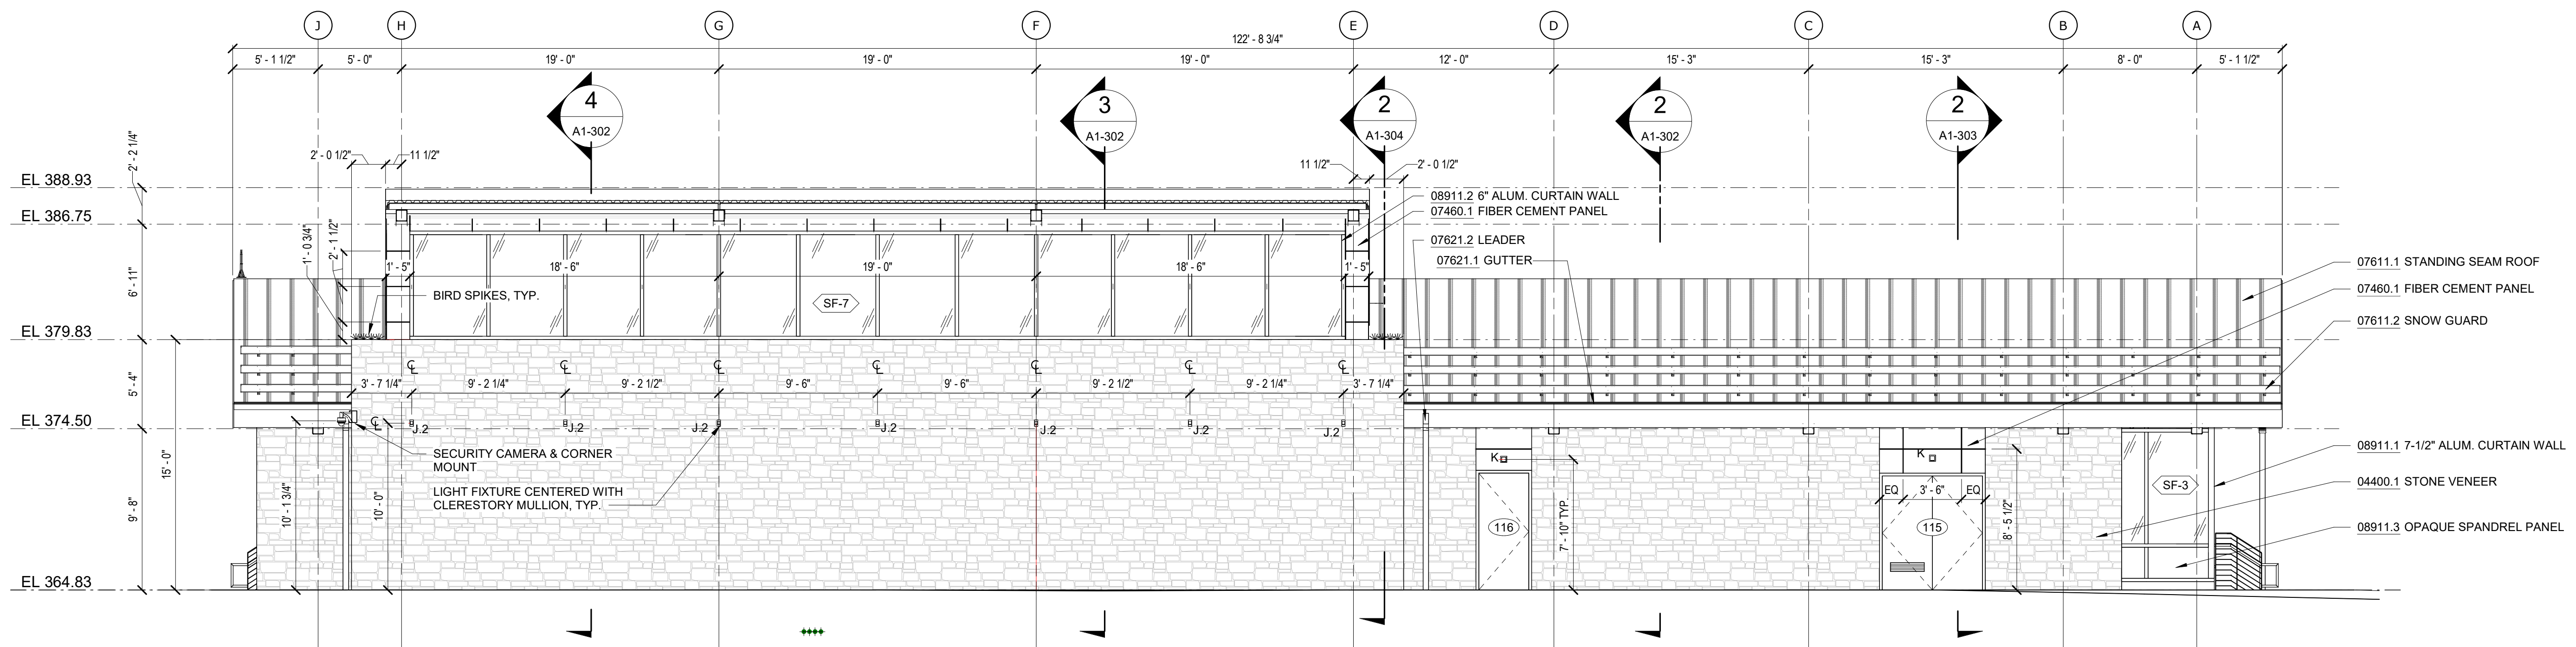 J H G F E D C B A
122' - 8 3/4"
5' - 1 1/2" 5' - 0" 19' - 0" 19' - 0" 19' - 0" 12' - 0" 15' - 3" 15' - 3" 8' - 0" 5' - 1 1/2"
4
A1-302
3
A1-302
2
A1-304
2
A1-302
2
A1-303
2' - 2 1/4"
2' - 0 1/2" 11 1/2"
11 1/2" 2' - 0 1/2"
EL 388.93
EL 386.75
EL 379.83
EL 374.50
EL 364.83
6' - 11"
5' - 4"
9' - 8"
15' - 0"
1' - 0 3/4"
2' - 1 1/2"
08911.2 6" ALUM. CURTAIN WALL
07460.1 FIBER CEMENT PANEL
07621.2 LEADER
07621.1 GUTTER
1' - 5" 18' - 6" 19' - 0" 18' - 6" 1' - 5"
BIRD SPIKES, TYP.
SF-7
07611.1 STANDING SEAM ROOF
07460.1 FIBER CEMENT PANEL
07611.2 SNOW GUARD
CL CL CL CL CL CL CL
3' - 7 1/4" 9' - 2 1/4" 9' - 2 1/2" 9' - 6" 9' - 6" 9' - 2 1/2" 9' - 2 1/4" 3' - 7 1/4"
CL J.2 J.2 J.2 J.2 J.2 J.2 J.2
SECURITY CAMERA & CORNER
MOUNT
LIGHT FIXTURE CENTERED WITH
CLERESTORY MULLION, TYP.
10' - 1 3/4"
10' - 0"
K
116
7' - 10" TYP.
K
EQ 3' - 6" EQ
115
8' - 5 1/2"
SF-3
08911.1 7-1/2" ALUM. CURTAIN WALL
04400.1 STONE VENEER
08911.3 OPAQUE SPANDREL PANEL